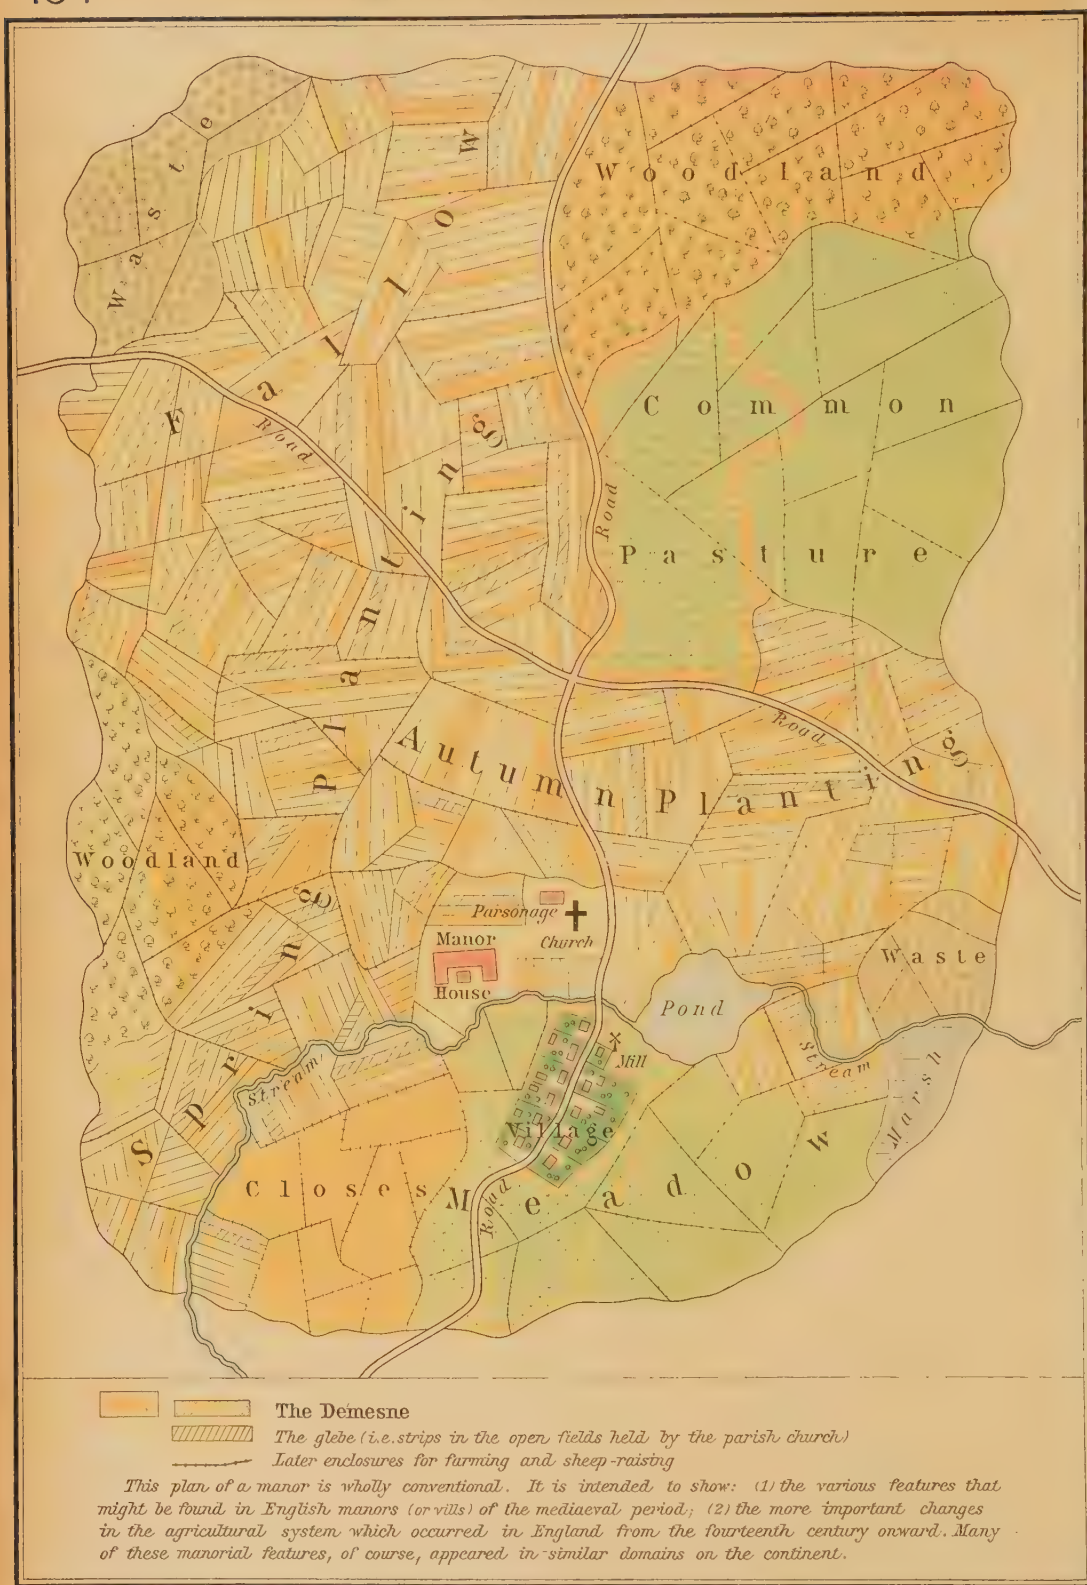 Waste
Fallow
Woodland
Common
Pasture
Road
Road
Spring Planting
Autumn Planting
Road
Woodland
Parsonage
Church
Manor
House
Waste
Pond
Stream
Mill
Stream
Marsh
Village
Closes
Meadow
Road
The Demesne
The glebe (i.e. strips in the open fields held by the parish church)
Later enclosures for farming and sheep-raising
This plan of a manor is wholly conventional. It is intended to show: (1) the various features that
might be found in English manors (or vills) of the mediaeval period; (2) the more important changes
in the agricultural system which occurred in England from the fourteenth century onward. Many
of these manorial features, of course, appeared in similar domains on the continent.